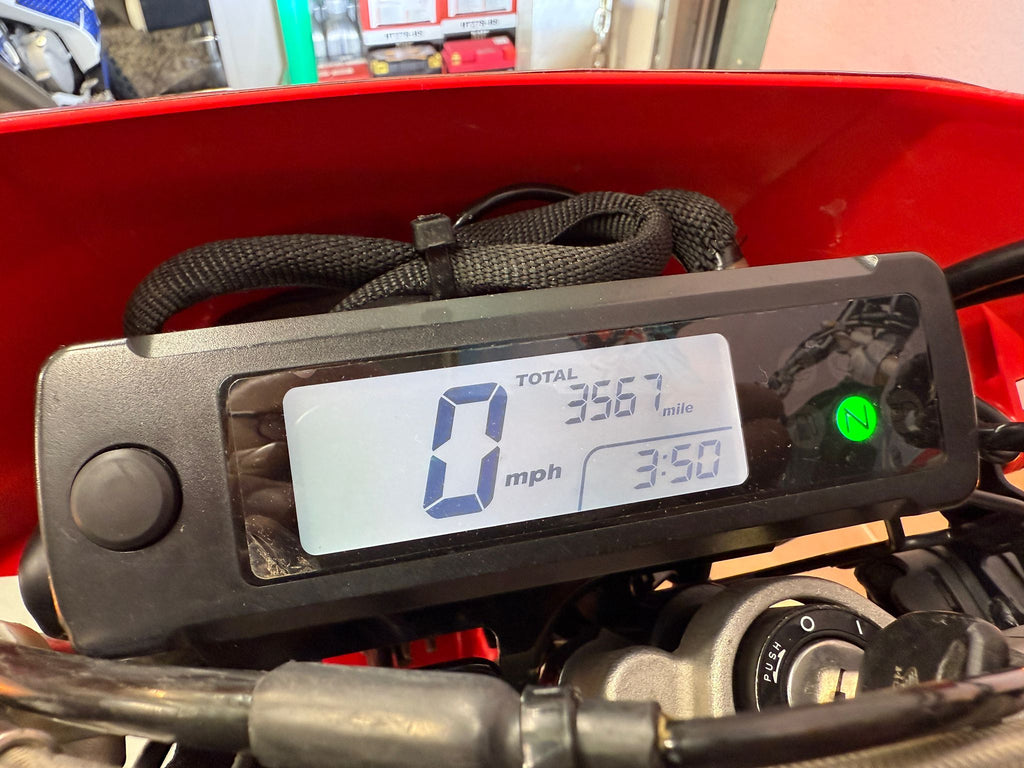 TOTAL
3567 mile
0 mph
3:50
N
PUSH
O I